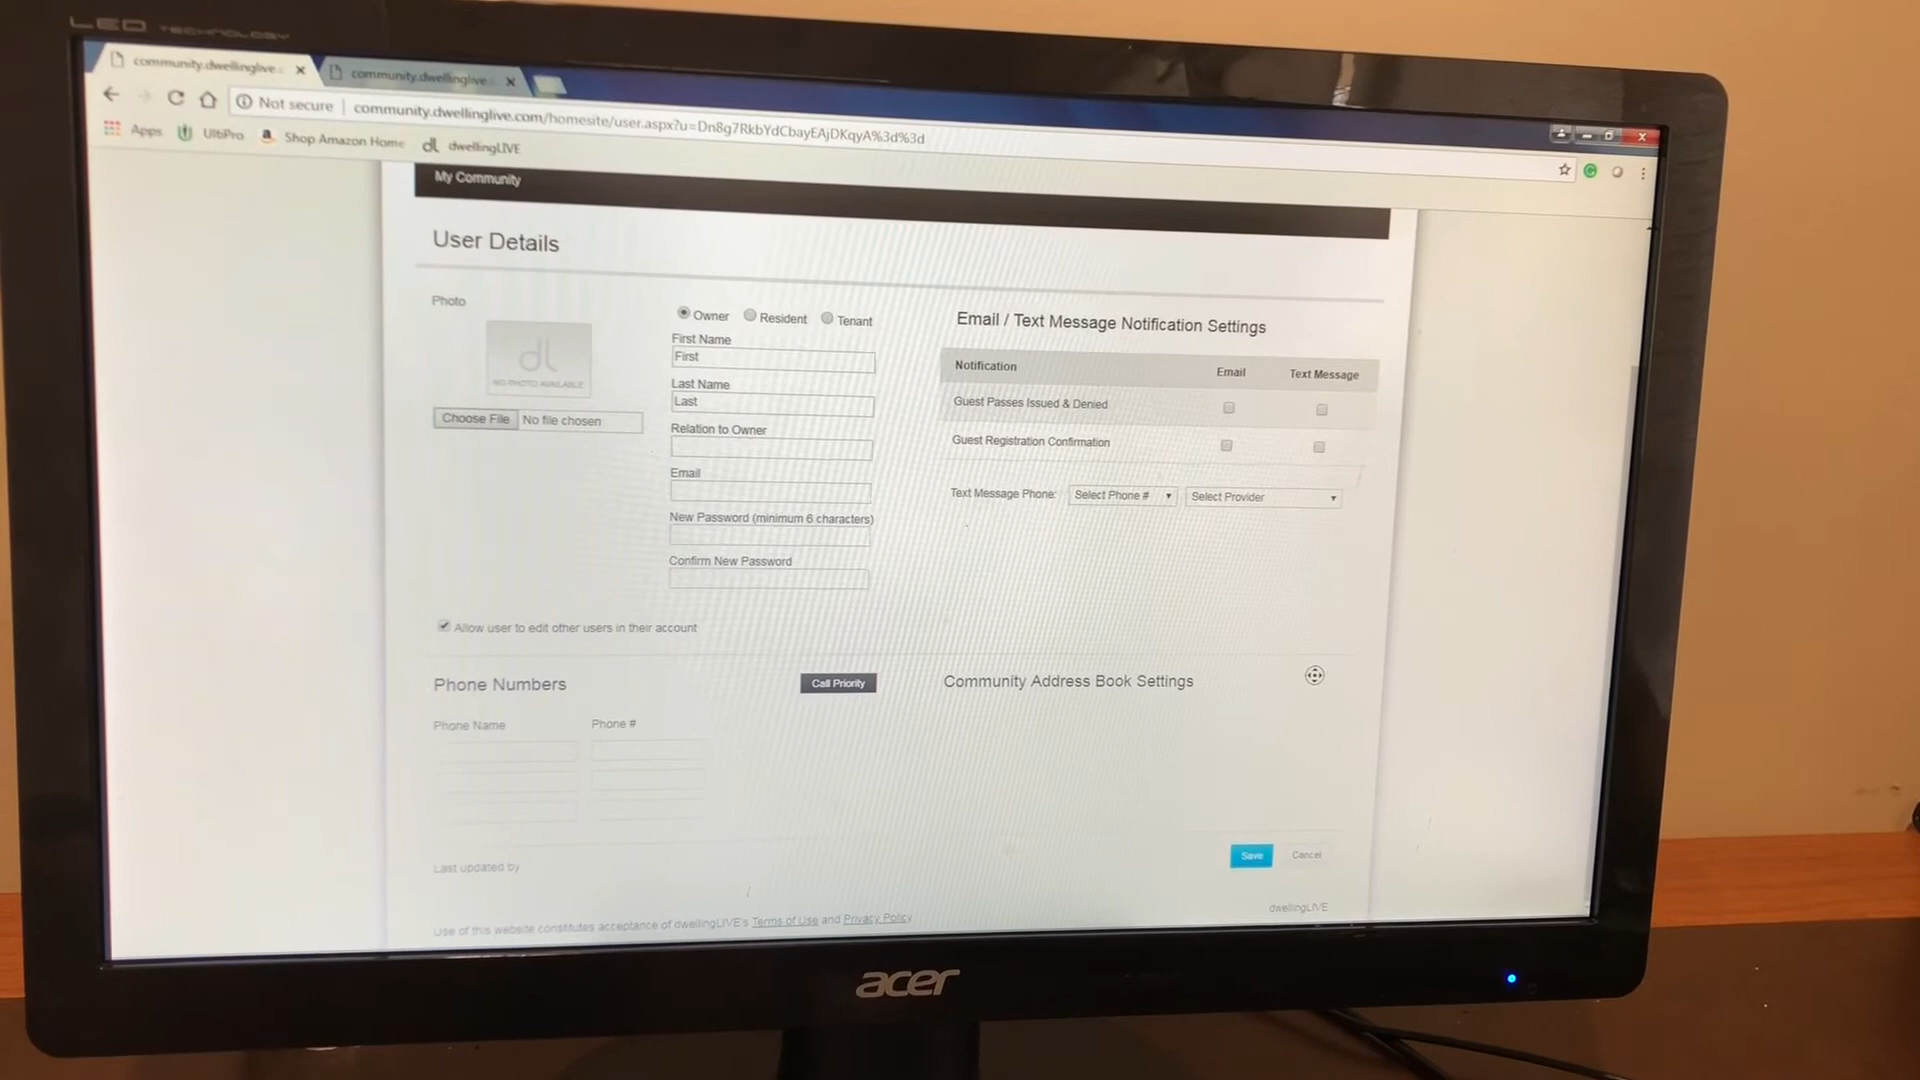 LED TECHNOLOGY
community.dwellinglive.
community.dwellinglive.
Not secure | community.dwellinglive.com/homesite/user.aspx?u=Dn8g7RkbYdCbayEAjDKqyA%3d%3d
Apps UltiPro Shop Amazon Home dwellingLIVE
My Community
User Details
Photo
dl
NO PHOTO AVAILABLE
Choose File No file chosen
Owner Resident Tenant
First Name
First
Last Name
Last
Relation to Owner
Email
New Password (minimum 6 characters)
Confirm New Password
Email / Text Message Notification Settings
Notification Email Text Message
Guest Passes Issued & Denied
Guest Registration Confirmation
Text Message Phone: Select Phone # Select Provider
Allow user to edit other users in their account
Phone Numbers Call Priority
Phone Name Phone #
Community Address Book Settings
Last updated by
Save Cancel
dwellingLIVE
Use of this website constitutes acceptance of dwellingLIVE's Terms of Use and Privacy Policy
acer